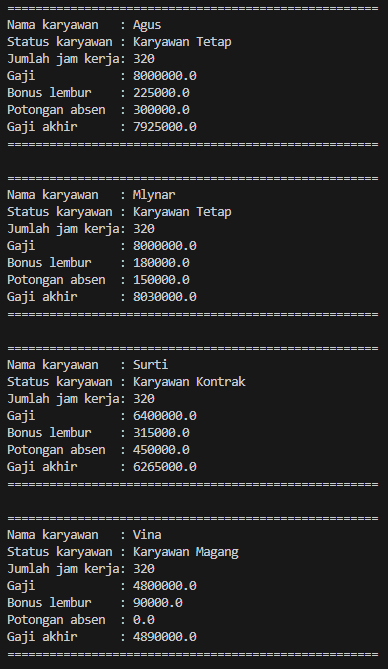 =====================================================
Nama karyawan   : Agus
Status karyawan : Karyawan Tetap
Jumlah jam kerja: 320
Gaji            : 8000000.0
Bonus lembur    : 225000.0
Potongan absen  : 300000.0
Gaji akhir      : 7925000.0
=====================================================

=====================================================
Nama karyawan   : Mlynar
Status karyawan : Karyawan Tetap
Jumlah jam kerja: 320
Gaji            : 8000000.0
Bonus lembur    : 180000.0
Potongan absen  : 150000.0
Gaji akhir      : 8030000.0
=====================================================

=====================================================
Nama karyawan   : Surti
Status karyawan : Karyawan Kontrak
Jumlah jam kerja: 320
Gaji            : 6400000.0
Bonus lembur    : 315000.0
Potongan absen  : 450000.0
Gaji akhir      : 6265000.0
=====================================================

=====================================================
Nama karyawan   : Vina
Status karyawan : Karyawan Magang
Jumlah jam kerja: 320
Gaji            : 4800000.0
Bonus lembur    : 90000.0
Potongan absen  : 0.0
Gaji akhir      : 4890000.0
=====================================================